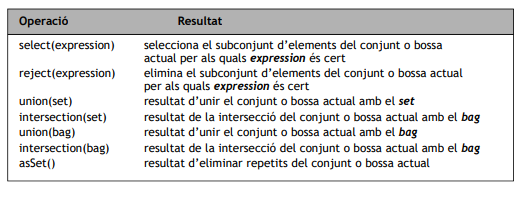 Operació Resultat
select(expression) selecciona el subconjunt d'elements del conjunt o bossa
actual per als quals expression és cert
reject(expression) elimina el subconjunt d'elements del conjunt o bossa actual
per als quals expression és cert
union(set) resultat d'unir el conjunt o bossa actual amb el set
intersection(set) resultat de la intersecció del conjunt o bossa actual amb el bag
union(bag) resultat d'unir el conjunt o bossa actual amb el bag
intersection(bag) resultat de la intersecció del conjunt o bossa actual amb el bag
asSet() resultat d'eliminar repetits del conjunt o bossa actual